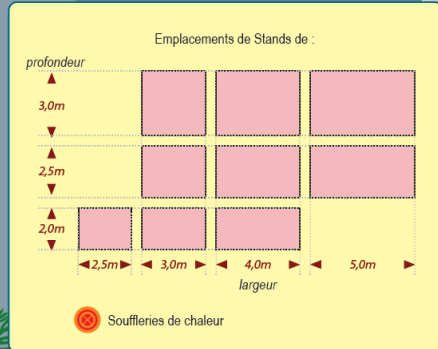 Emplacements de Stands de :
profondeur
3,0m
2,5m
2,0m
2,5m 3,0m 4,0m 5,0m
largeur
Souffleries de chaleur